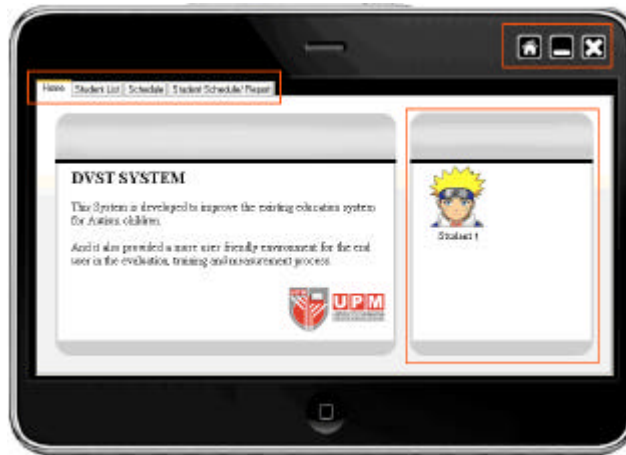 Home Student List Schedule Student Schedule/ Report
DVST SYSTEM
This System is developed to improve the existing education system
for Autism children.
And it also provided a more user friendly environment for the end
user in the evaluation, training and measurement process.
Student 1
UPM